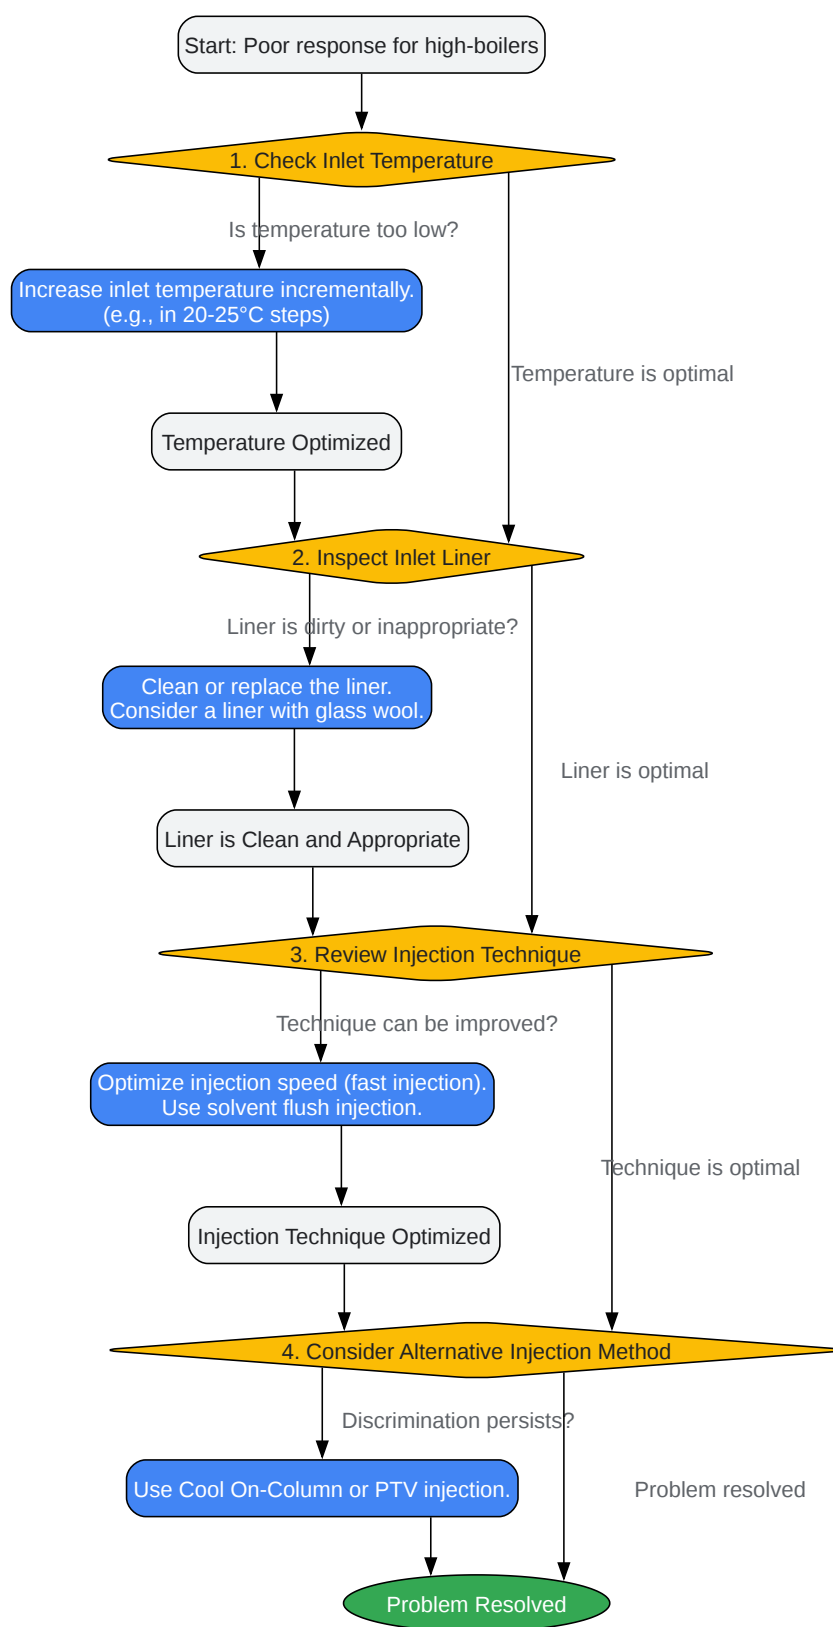 Start: Poor response for high-boilers
1. Check Inlet Temperature
Is temperature too low?
Increase inlet temperature incrementally.
(e.g., in 20-25°C steps)
Temperature is optimal
Temperature Optimized
2. Inspect Inlet Liner
Liner is dirty or inappropriate?
Clean or replace the liner.
Consider a liner with glass wool.
Liner is optimal
Liner is Clean and Appropriate
3. Review Injection Technique
Technique can be improved?
Optimize injection speed (fast injection).
Use solvent flush injection.
Technique is optimal
Injection Technique Optimized
4. Consider Alternative Injection Method
Discrimination persists?
Use Cool On-Column or PTV injection.
Problem resolved
Problem Resolved